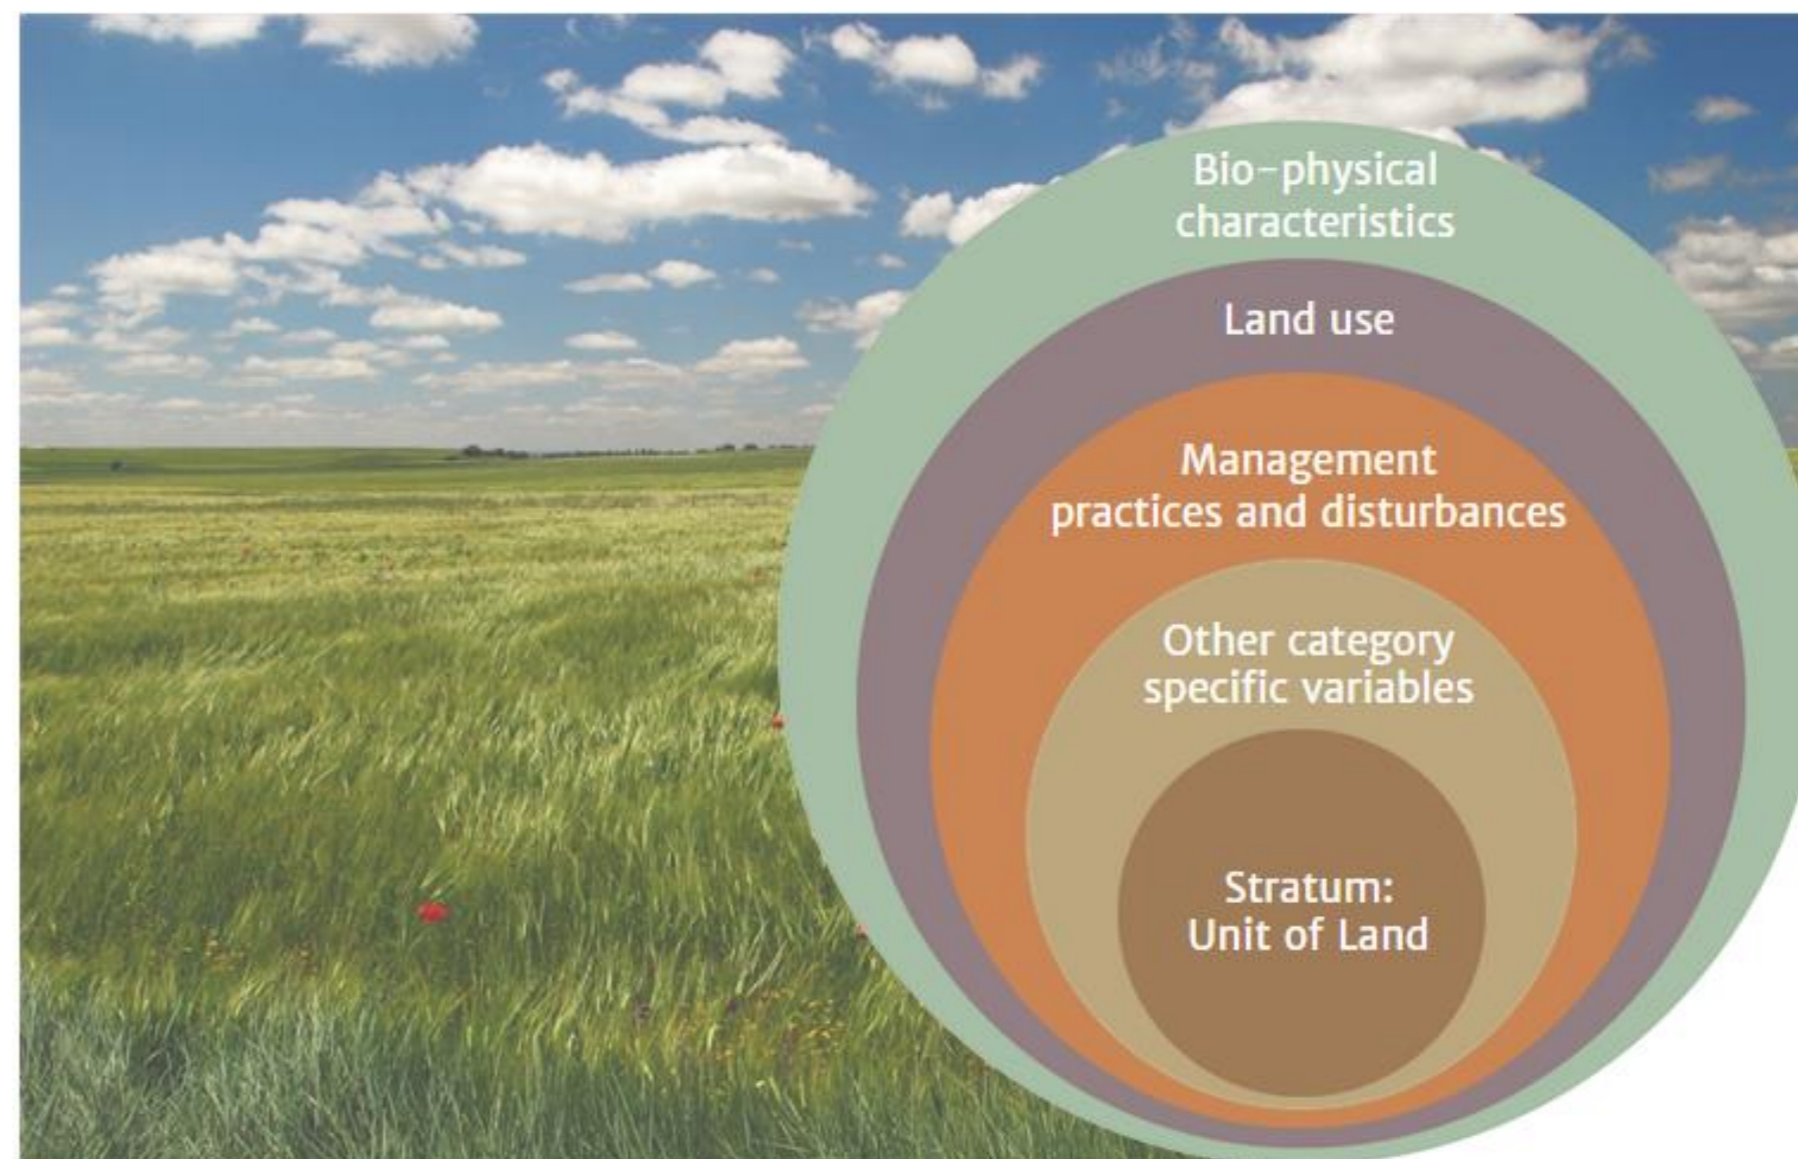 Bio-physical
characteristics
Land use
Management
practices and disturbances
Other category
specific variables
Stratum:
Unit of Land